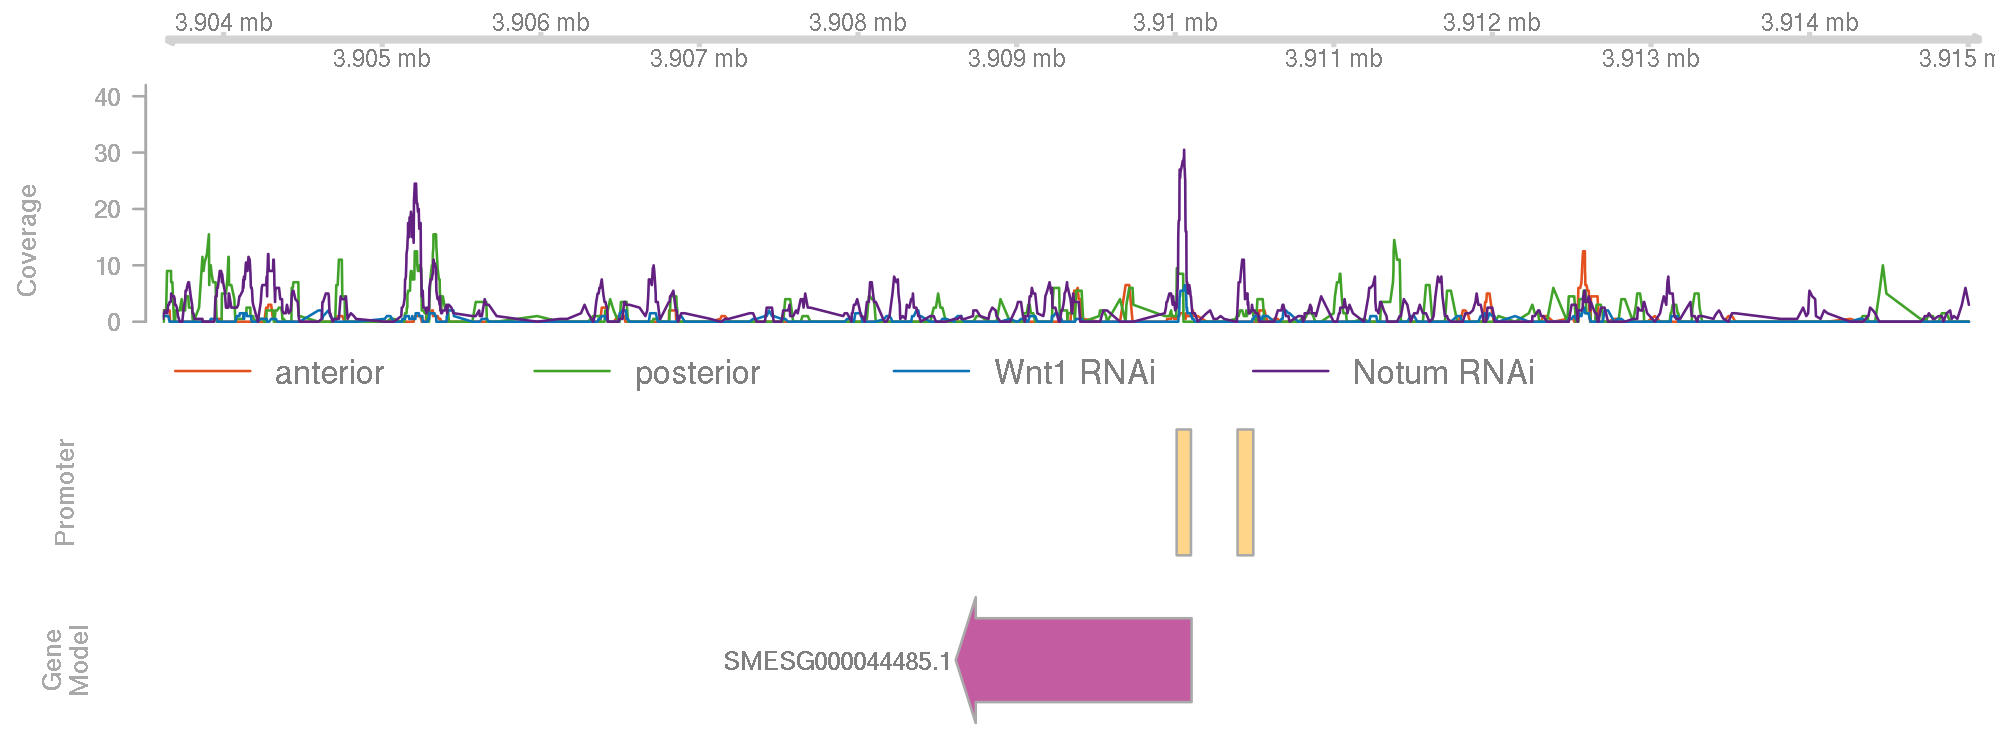 3.904 mb 3.906 mb 3.908 mb 3.91 mb 3.912 mb 3.914 mb
3.905 mb 3.907 mb 3.909 mb 3.911 mb 3.913 mb 3.915 m
40
30
20
10
0
Coverage
anterior posterior Wnt1 RNAi Notum RNAi
Promoter
Gene
Model
SMESG000044485.1